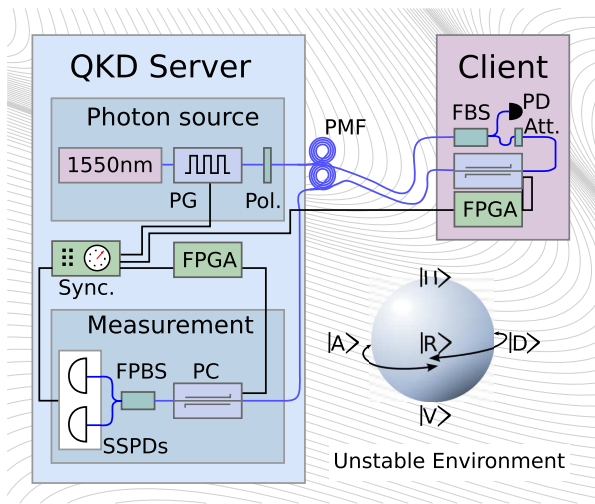 QKD Server
Client
Photon source
1550nm
PG
Pol.
PMF
FBS
PD
Att.
FPGA
Sync.
FPGA
Measurement
FPBS
PC
SSPDs
|A>
|R>
|D>
|V>
Unstable Environment